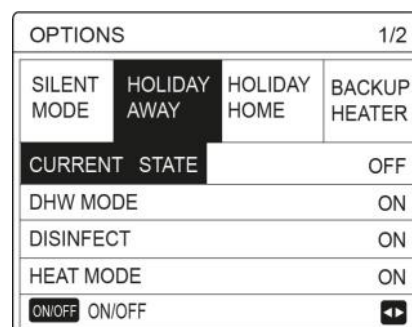 OPTIONS 1/2
SILENT MODE HOLIDAY AWAY HOLIDAY HOME BACKUP HEATER
CURRENT STATE OFF
DHW MODE ON
DISINFECT ON
HEAT MODE ON
ON/OFF ON/OFF